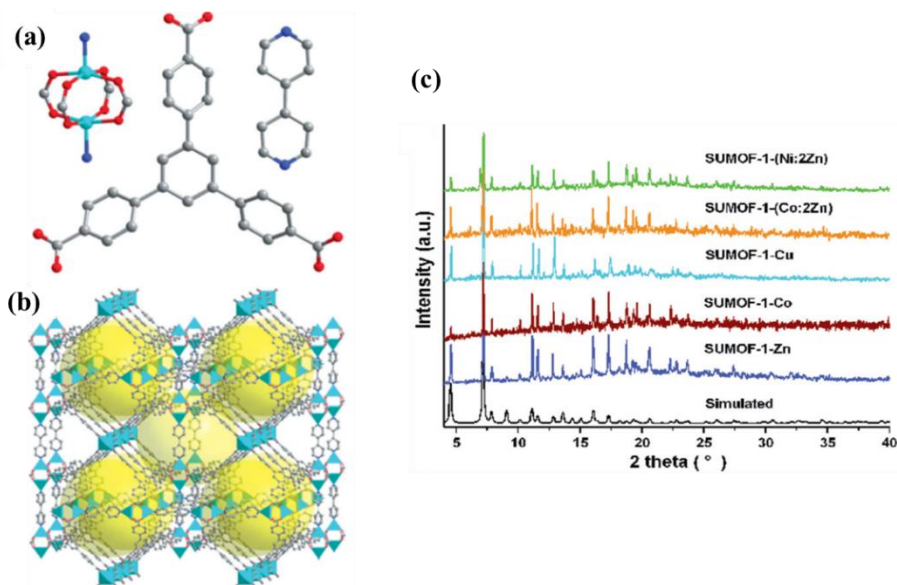 (a)
(b)
(c)
SUMOF-1-(Ni:2Zn)
SUMOF-1-(Co:2Zn)
SUMOF-1-Cu
SUMOF-1-Co
SUMOF-1-Zn
Simulated
Intensity (a.u.)
5 10 15 20 25 30 35 40
2 theta ( ° )